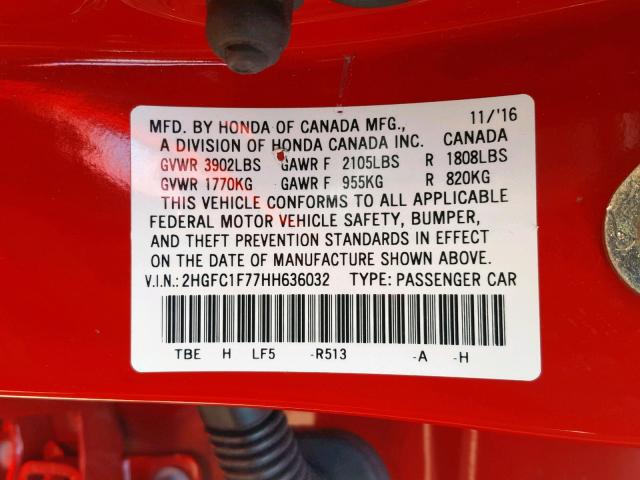 MFD. BY HONDA OF CANADA MFG., 11/'16
A DIVISION OF HONDA CANADA INC. CANADA
GVWR 3902LBS GAWR F 2105LBS R 1808LBS
GVWR 1770KG GAWR F 955KG R 820KG
THIS VEHICLE CONFORMS TO ALL APPLICABLE
FEDERAL MOTOR VEHICLE SAFETY, BUMPER,
AND THEFT PREVENTION STANDARDS IN EFFECT
ON THE DATE OF MANUFACTURE SHOWN ABOVE.
V.I.N.: 2HGFC1F77HH636032 TYPE: PASSENGER CAR
TBE H LF5 -R513 -A -H